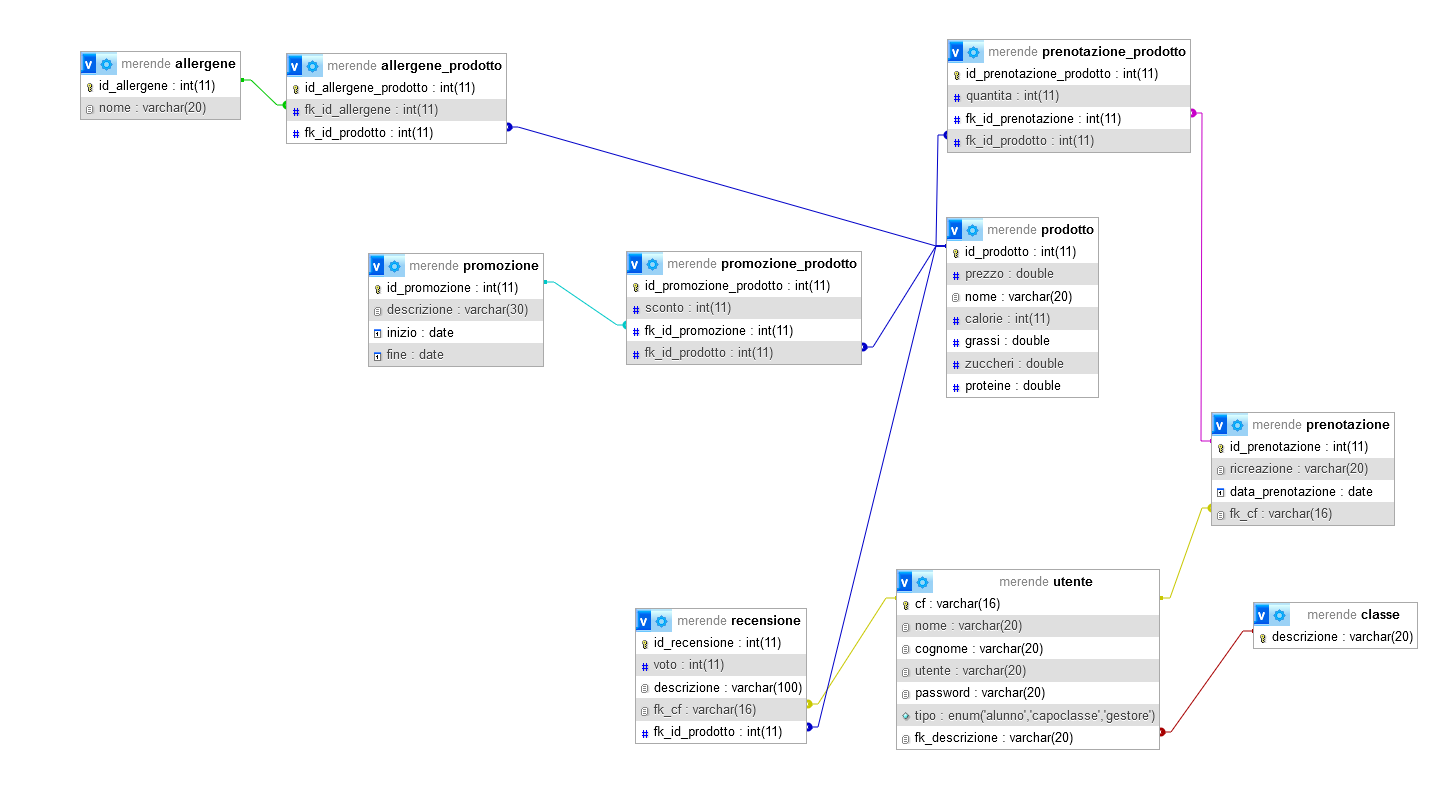 v merende allergene
id_allergene : int(11)
nome : varchar(20)
v merende allergene_prodotto
id_allergene_prodotto : int(11)
# fk_id_allergene : int(11)
# fk_id_prodotto : int(11)
v merende prenotazione_prodotto
id_prenotazione_prodotto : int(11)
# quantita : int(11)
# fk_id_prenotazione : int(11)
# fk_id_prodotto : int(11)
v merende promozione
id_promozione : int(11)
descrizione : varchar(30)
inizio : date
fine : date
v merende promozione_prodotto
id_promozione_prodotto : int(11)
# sconto : int(11)
# fk_id_promozione : int(11)
# fk_id_prodotto : int(11)
v merende prodotto
id_prodotto : int(11)
# prezzo : double
nome : varchar(20)
# calorie : int(11)
# grassi : double
# zuccheri : double
# proteine : double
v merende prenotazione
id_prenotazione : int(11)
ricreazione : varchar(20)
data_prenotazione : date
fk_cf : varchar(16)
v merende recensione
id_recensione : int(11)
# voto : int(11)
descrizione : varchar(100)
fk_cf : varchar(16)
# fk_id_prodotto : int(11)
v merende utente
cf : varchar(16)
nome : varchar(20)
cognome : varchar(20)
utente : varchar(20)
password : varchar(20)
tipo : enum('alunno','capoclasse','gestore')
fk_descrizione : varchar(20)
v merende classe
descrizione : varchar(20)